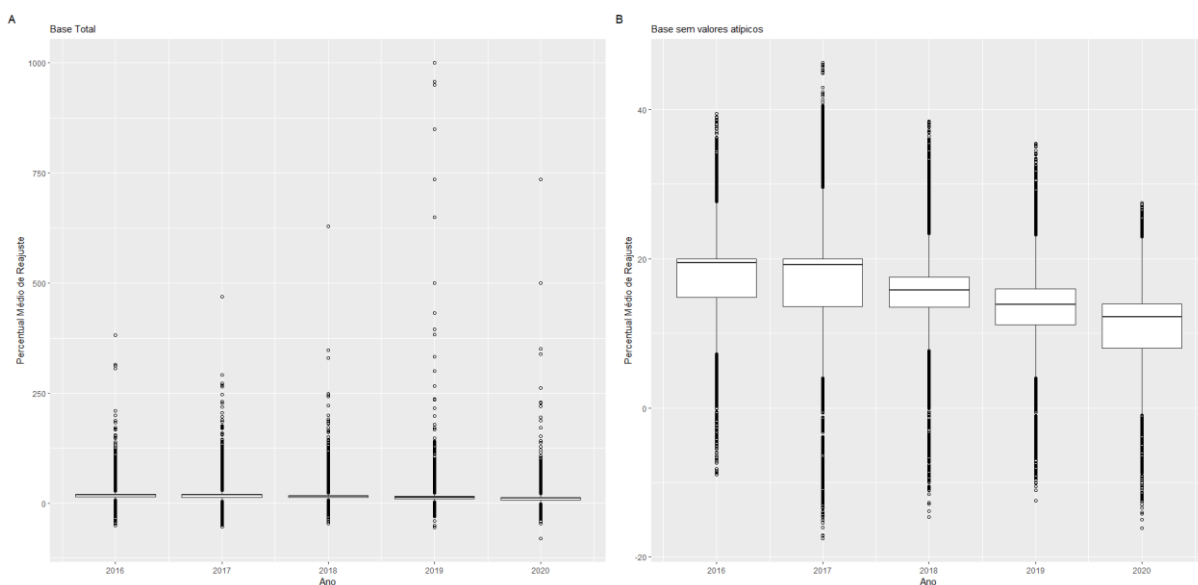 A
Base Total
Percentual Médio de Reajuste
1000
750
500
250
0
2016 2017 2018 2019 2020
Ano
B
Base sem valores atípicos
Percentual Médio de Reajuste
40
20
0
-20
2016 2017 2018 2019 2020
Ano